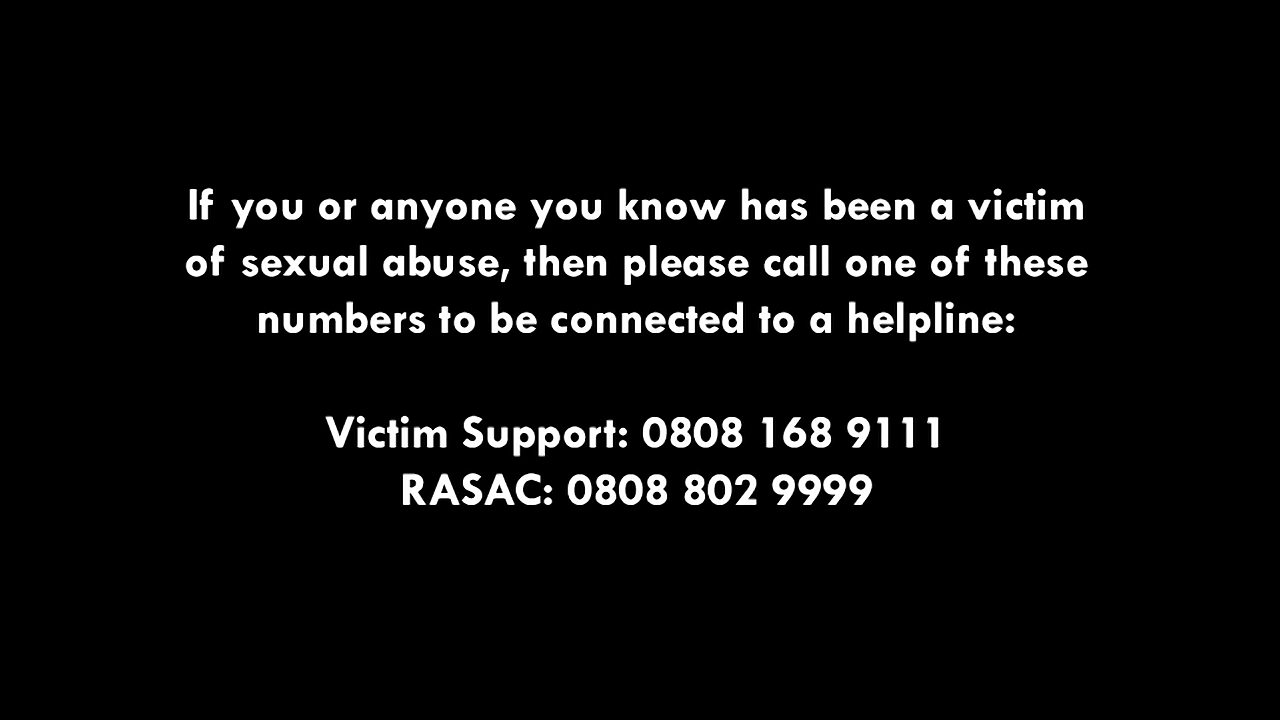 If you or anyone you know has been a victim
of sexual abuse, then please call one of these
numbers to be connected to a helpline:
Victim Support: 0808 168 9111
RASAC: 0808 802 9999